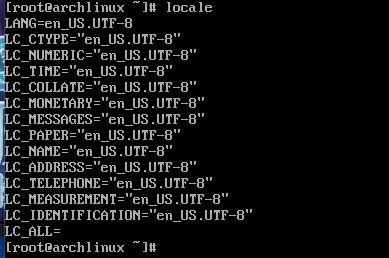 [root@archlinux ~]# locale
LANG=en_US.UTF-8
LC_CTYPE="en_US.UTF-8"
LC_NUMERIC="en_US.UTF-8"
LC_TIME="en_US.UTF-8"
LC_COLLATE="en_US.UTF-8"
LC_MONETARY="en_US.UTF-8"
LC_MESSAGES="en_US.UTF-8"
LC_PAPER="en_US.UTF-8"
LC_NAME="en_US.UTF-8"
LC_ADDRESS="en_US.UTF-8"
LC_TELEPHONE="en_US.UTF-8"
LC_MEASUREMENT="en_US.UTF-8"
LC_IDENTIFICATION="en_US.UTF-8"
LC_ALL=
[root@archlinux ~]#